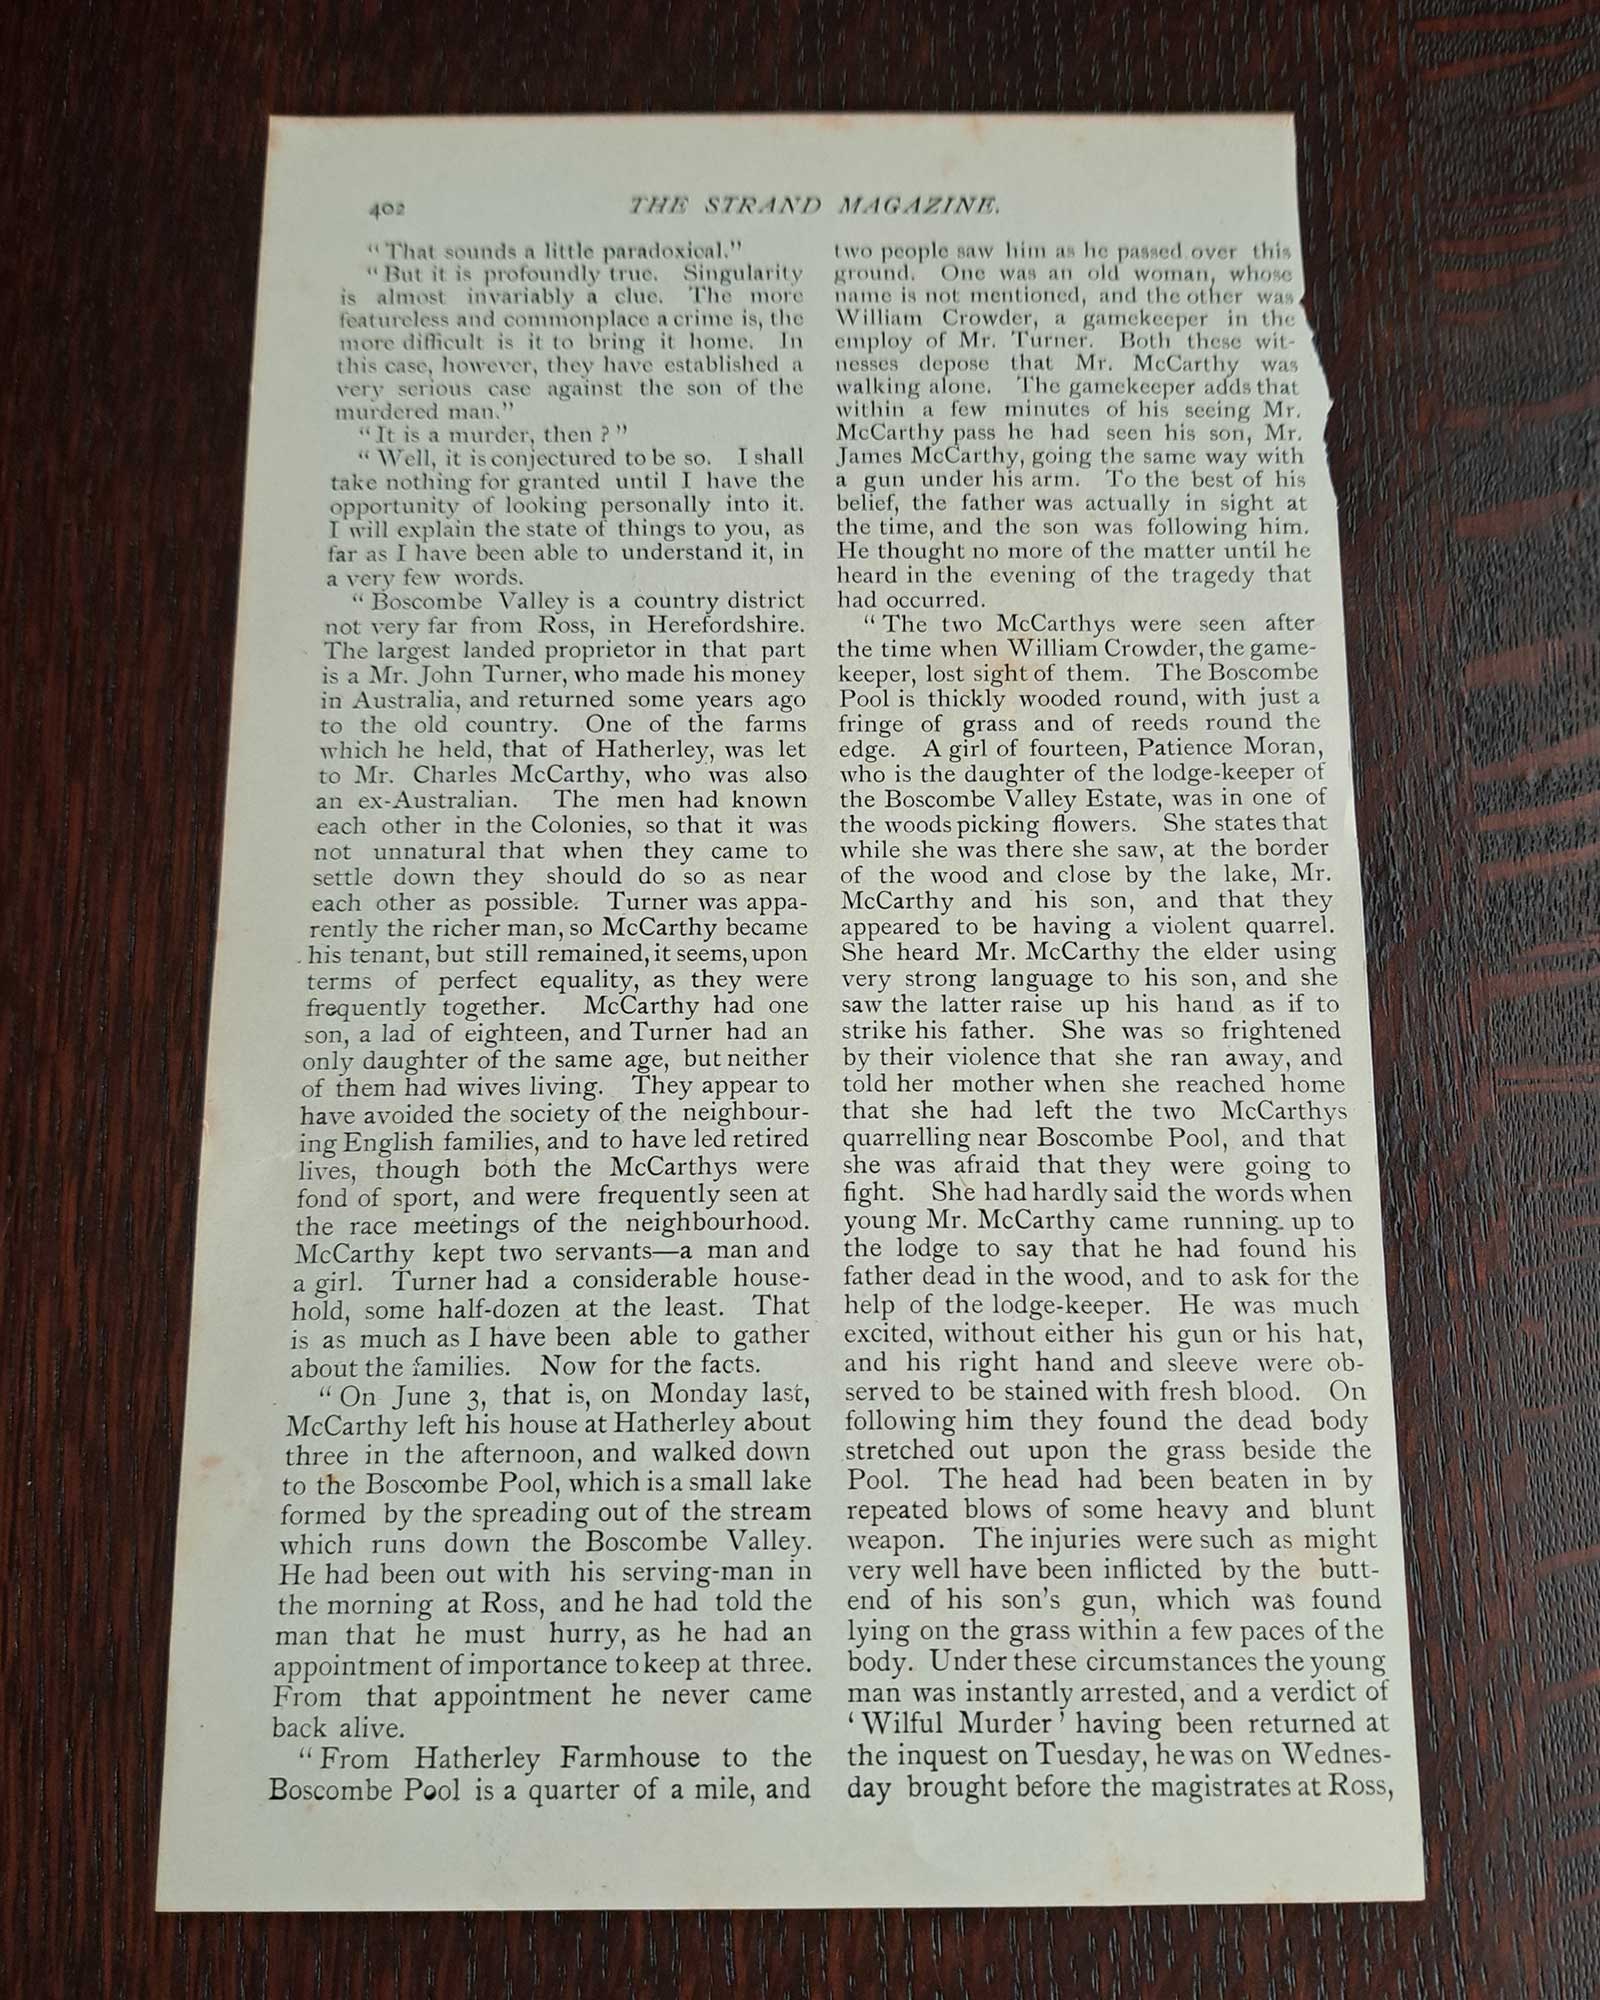 402
THE STRAND MAGAZINE.
“That sounds a little paradoxical.”
“But it is profoundly true. Singularity
is almost invariably a clue. The more
featureless and commonplace a crime is, the
more difficult is it to bring it home. In
this case, however, they have established a
very serious case against the son of the
murdered man.”
“It is a murder, then ?”
“Well, it is conjectured to be so. I shall
take nothing for granted until I have the
opportunity of looking personally into it.
I will explain the state of things to you, as
far as I have been able to understand it, in
a very few words.
“Boscombe Valley is a country district
not very far from Ross, in Herefordshire.
The largest landed proprietor in that part
is a Mr. John Turner, who made his money
in Australia, and returned some years ago
to the old country. One of the farms
which he held, that of Hatherley, was let
to Mr. Charles McCarthy, who was also
an ex-Australian. The men had known
each other in the Colonies, so that it was
not unnatural that when they came to
settle down they should do so as near
each other as possible. Turner was appa-
rently the richer man, so McCarthy became
his tenant, but still remained, it seems, upon
terms of perfect equality, as they were
frequently together. McCarthy had one
son, a lad of eighteen, and Turner had an
only daughter of the same age, but neither
of them had wives living. They appear to
have avoided the society of the neighbour-
ing English families, and to have led retired
lives, though both the McCarthys were
fond of sport, and were frequently seen at
the race meetings of the neighbourhood.
McCarthy kept two servants—a man and
a girl. Turner had a considerable house-
hold, some half-dozen at the least. That
is as much as I have been able to gather
about the families. Now for the facts.
“On June 3, that is, on Monday last,
McCarthy left his house at Hatherley about
three in the afternoon, and walked down
to the Boscombe Pool, which is a small lake
formed by the spreading out of the stream
which runs down the Boscombe Valley.
He had been out with his serving-man in
the morning at Ross, and he had told the
man that he must hurry, as he had an
appointment of importance to keep at three.
From that appointment he never came
back alive.
“From Hatherley Farmhouse to the
Boscombe Pool is a quarter of a mile, and
two people saw him as he passed over this
ground. One was an old woman, whose
name is not mentioned, and the other was
William Crowder, a gamekeeper in the
employ of Mr. Turner. Both these wit-
nesses depose that Mr. McCarthy was
walking alone. The gamekeeper adds that
within a few minutes of his seeing Mr.
McCarthy pass he had seen his son, Mr.
James McCarthy, going the same way with
a gun under his arm. To the best of his
belief, the father was actually in sight at
the time, and the son was following him.
He thought no more of the matter until he
heard in the evening of the tragedy that
had occurred.
“The two McCarthys were seen after
the time when William Crowder, the game-
keeper, lost sight of them. The Boscombe
Pool is thickly wooded round, with just a
fringe of grass and of reeds round the
edge. A girl of fourteen, Patience Moran,
who is the daughter of the lodge-keeper of
the Boscombe Valley Estate, was in one of
the woods picking flowers. She states that
while she was there she saw, at the border
of the wood and close by the lake, Mr.
McCarthy and his son, and that they
appeared to be having a violent quarrel.
She heard Mr. McCarthy the elder using
very strong language to his son, and she
saw the latter raise up his hand as if to
strike his father. She was so frightened
by their violence that she ran away, and
told her mother when she reached home
that she had left the two McCarthys
quarrelling near Boscombe Pool, and that
she was afraid that they were going to
fight. She had hardly said the words when
young Mr. McCarthy came running up to
the lodge to say that he had found his
father dead in the wood, and to ask for the
help of the lodge-keeper. He was much
excited, without either his gun or his hat,
and his right hand and sleeve were ob-
served to be stained with fresh blood. On
following him they found the dead body
stretched out upon the grass beside the
Pool. The head had been beaten in by
repeated blows of some heavy and blunt
weapon. The injuries were such as might
very well have been inflicted by the butt-
end of his son's gun, which was found
lying on the grass within a few paces of the
body. Under these circumstances the young
man was instantly arrested, and a verdict of
‘Wilful Murder’ having been returned at
the inquest on Tuesday, he was on Wednes-
day brought before the magistrates at Ross,